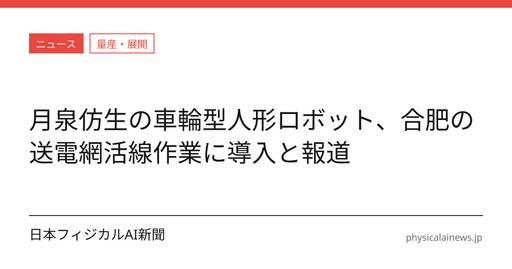 ニュース 量産・展開
月泉仿生の車輪型人形ロボット、合肥の
送電網活線作業に導入と報道
日本フィジカルAI新聞 physicalainews.jp